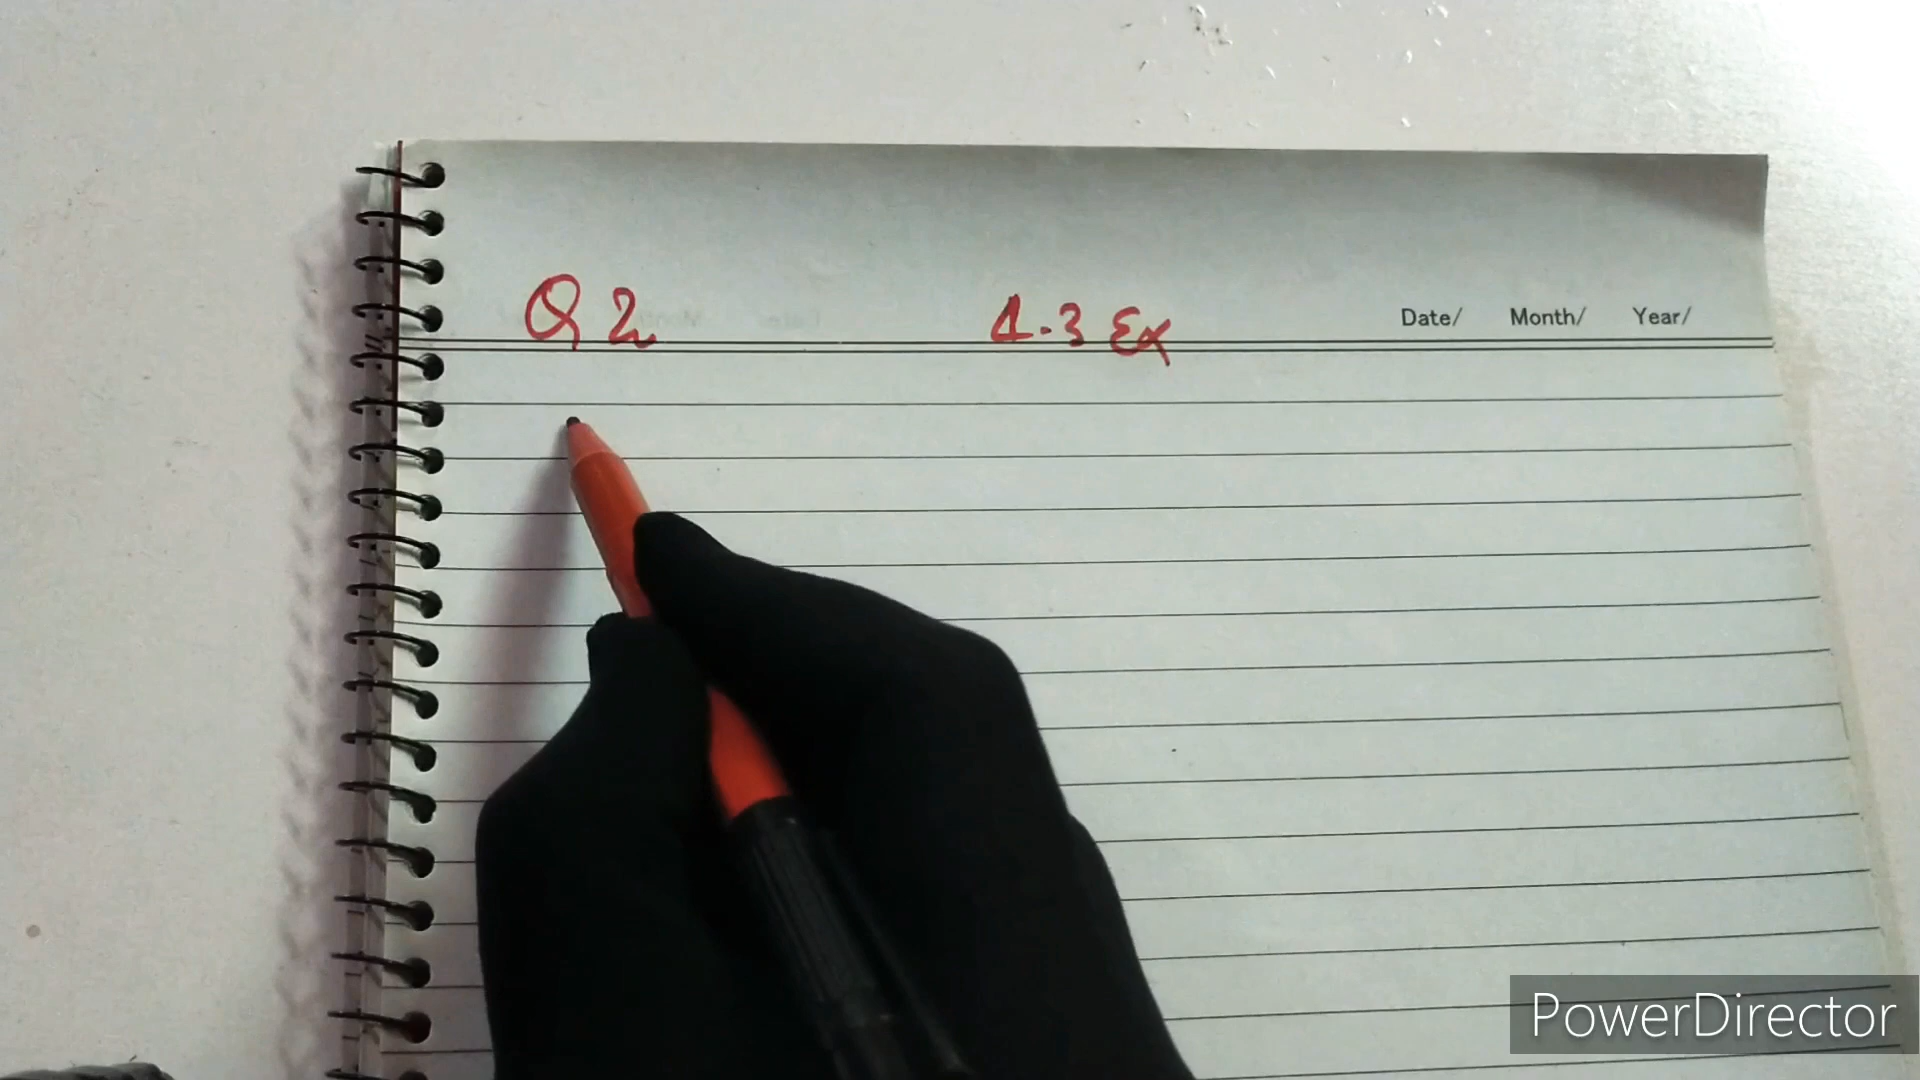 Q 2 4.3 Ex Date/ Month/ Year/
PowerDirector